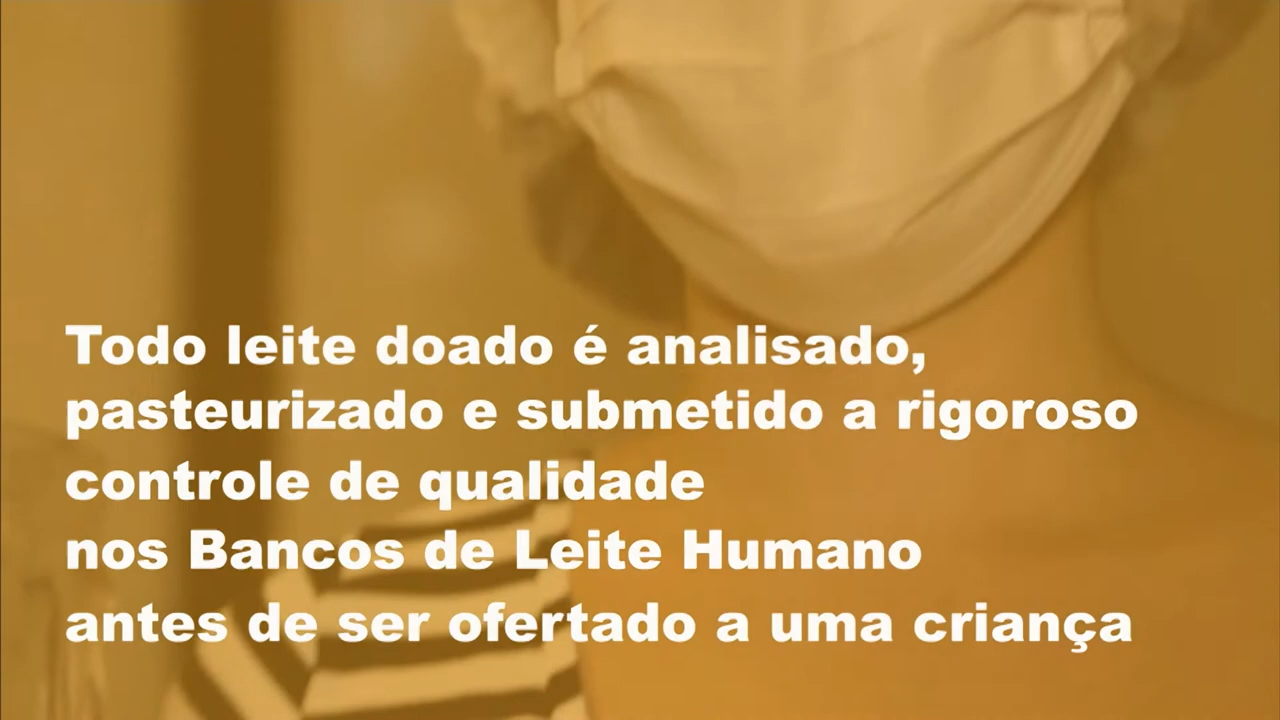 Todo leite doado é analisado,
pasteurizado e submetido a rigoroso
controle de qualidade
nos Bancos de Leite Humano
antes de ser ofertado a uma criança